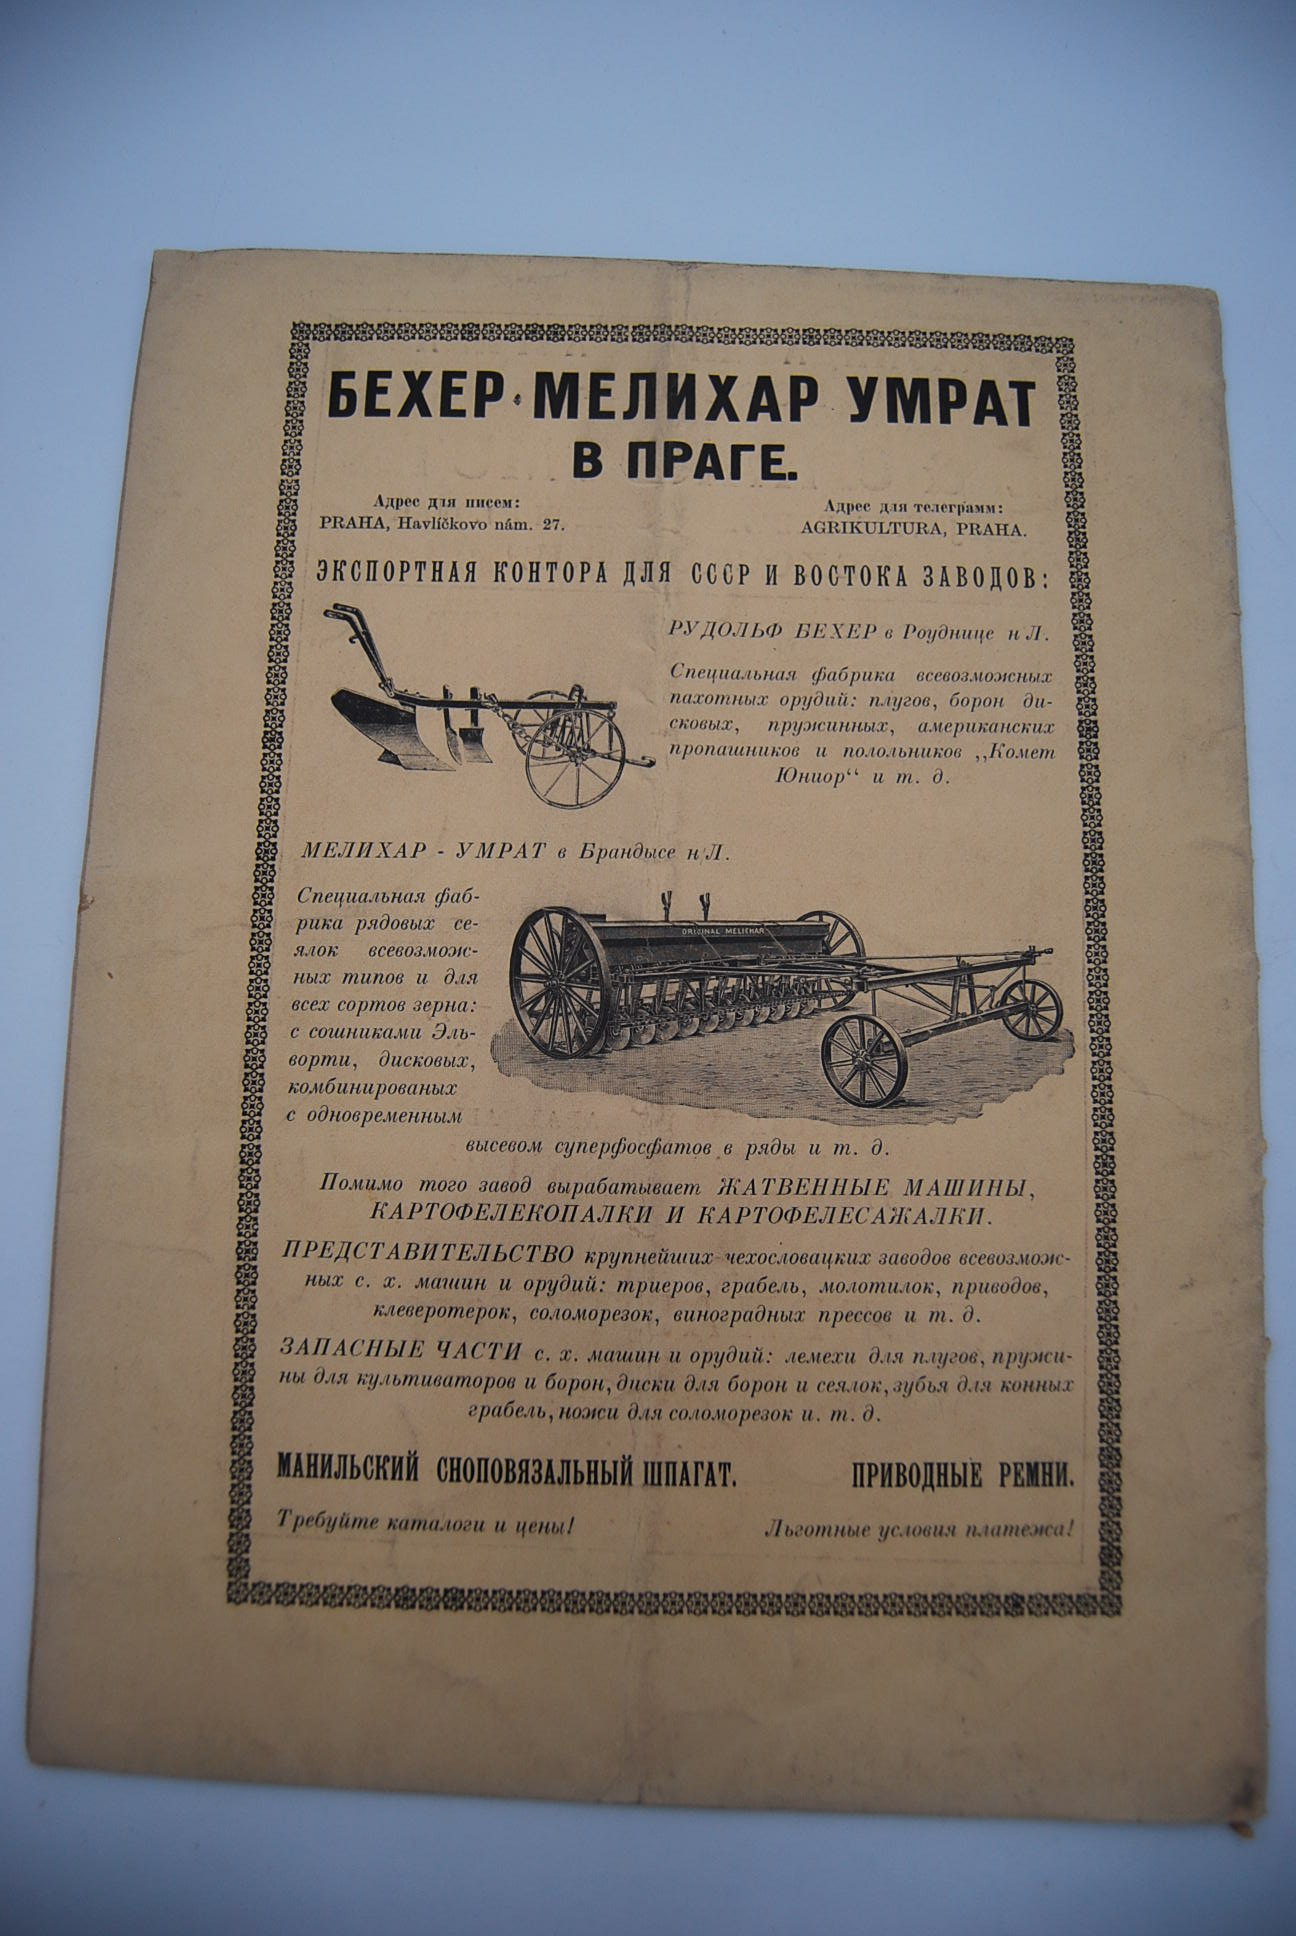 БЕХЕР·МЕЛИХАР УМРАТ
В ПРАГЕ.
Адрес для писем:
PRAHA, Havlíčkovo nám. 27.
Адрес для телеграмм:
AGRIKULTURA, PRAHA.
ЭКСПОРТНАЯ КОНТОРА ДЛЯ СССР И ВОСТОКА ЗАВОДОВ:
РУДОЛЬФ БЕХЕР в Роуднице н Л.
Специальная фабрика всевозможных
пахотных орудий: плугов, борон ди-
сковых, пружинных, американских
пропашников и полольников „Комет
Юниор“ и т. д.
МЕЛИХАР - УМРАТ в Брандысе н/Л.
Специальная фаб-
рика рядовых се-
ялок всевозмож-
ных типов и для
всех сортов зерна:
с сошниками Эль-
ворти, дисковых,
комбинированых
с одновременным
ORIGINAL MELICHAR
высевом суперфосфатов в ряды и т. д.
Помимо того завод вырабатывает ЖАТВЕННЫЕ МАШИНЫ,
КАРТОФЕЛЕКОПАЛКИ И КАРТОФЕЛЕСАЖАЛКИ.
ПРЕДСТАВИТЕЛЬСТВО крупнейших чехословацких заводов всевозмож-
ных с. х. машин и орудий: триеров, грабель, молотилок, приводов,
клеверотерок, соломорезок, виноградных прессов и т. д.
ЗАПАСНЫЕ ЧАСТИ с. х. машин и орудий: лемехи для плугов, пружи-
ны для культиваторов и борон, диски для борон и сеялок, зубья для конных
грабель, ножи для соломорезок и. т. д.
МАНИЛЬСКИЙ СНОПОВЯЗАЛЬНЫЙ ШПАГАТ.
ПРИВОДНЫЕ РЕМНИ.
Требуйте каталоги и цены!
Льготные условия платежа!